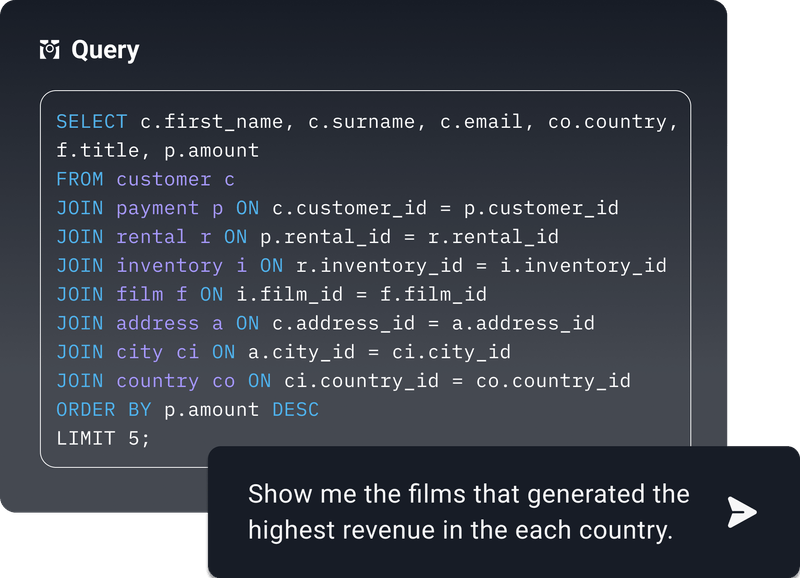 Query
SELECT c.first_name, c.surname, c.email, co.country,
f.title, p.amount
FROM customer c
JOIN payment p ON c.customer_id = p.customer_id
JOIN rental r ON p.rental_id = r.rental_id
JOIN inventory i ON r.inventory_id = i.inventory_id
JOIN film f ON i.film_id = f.film_id
JOIN address a ON c.address_id = a.address_id
JOIN city ci ON a.city_id = ci.city_id
JOIN country co ON ci.country_id = co.country_id
ORDER BY p.amount DESC
LIMIT 5;
Show me the films that generated the
highest revenue in the each country.